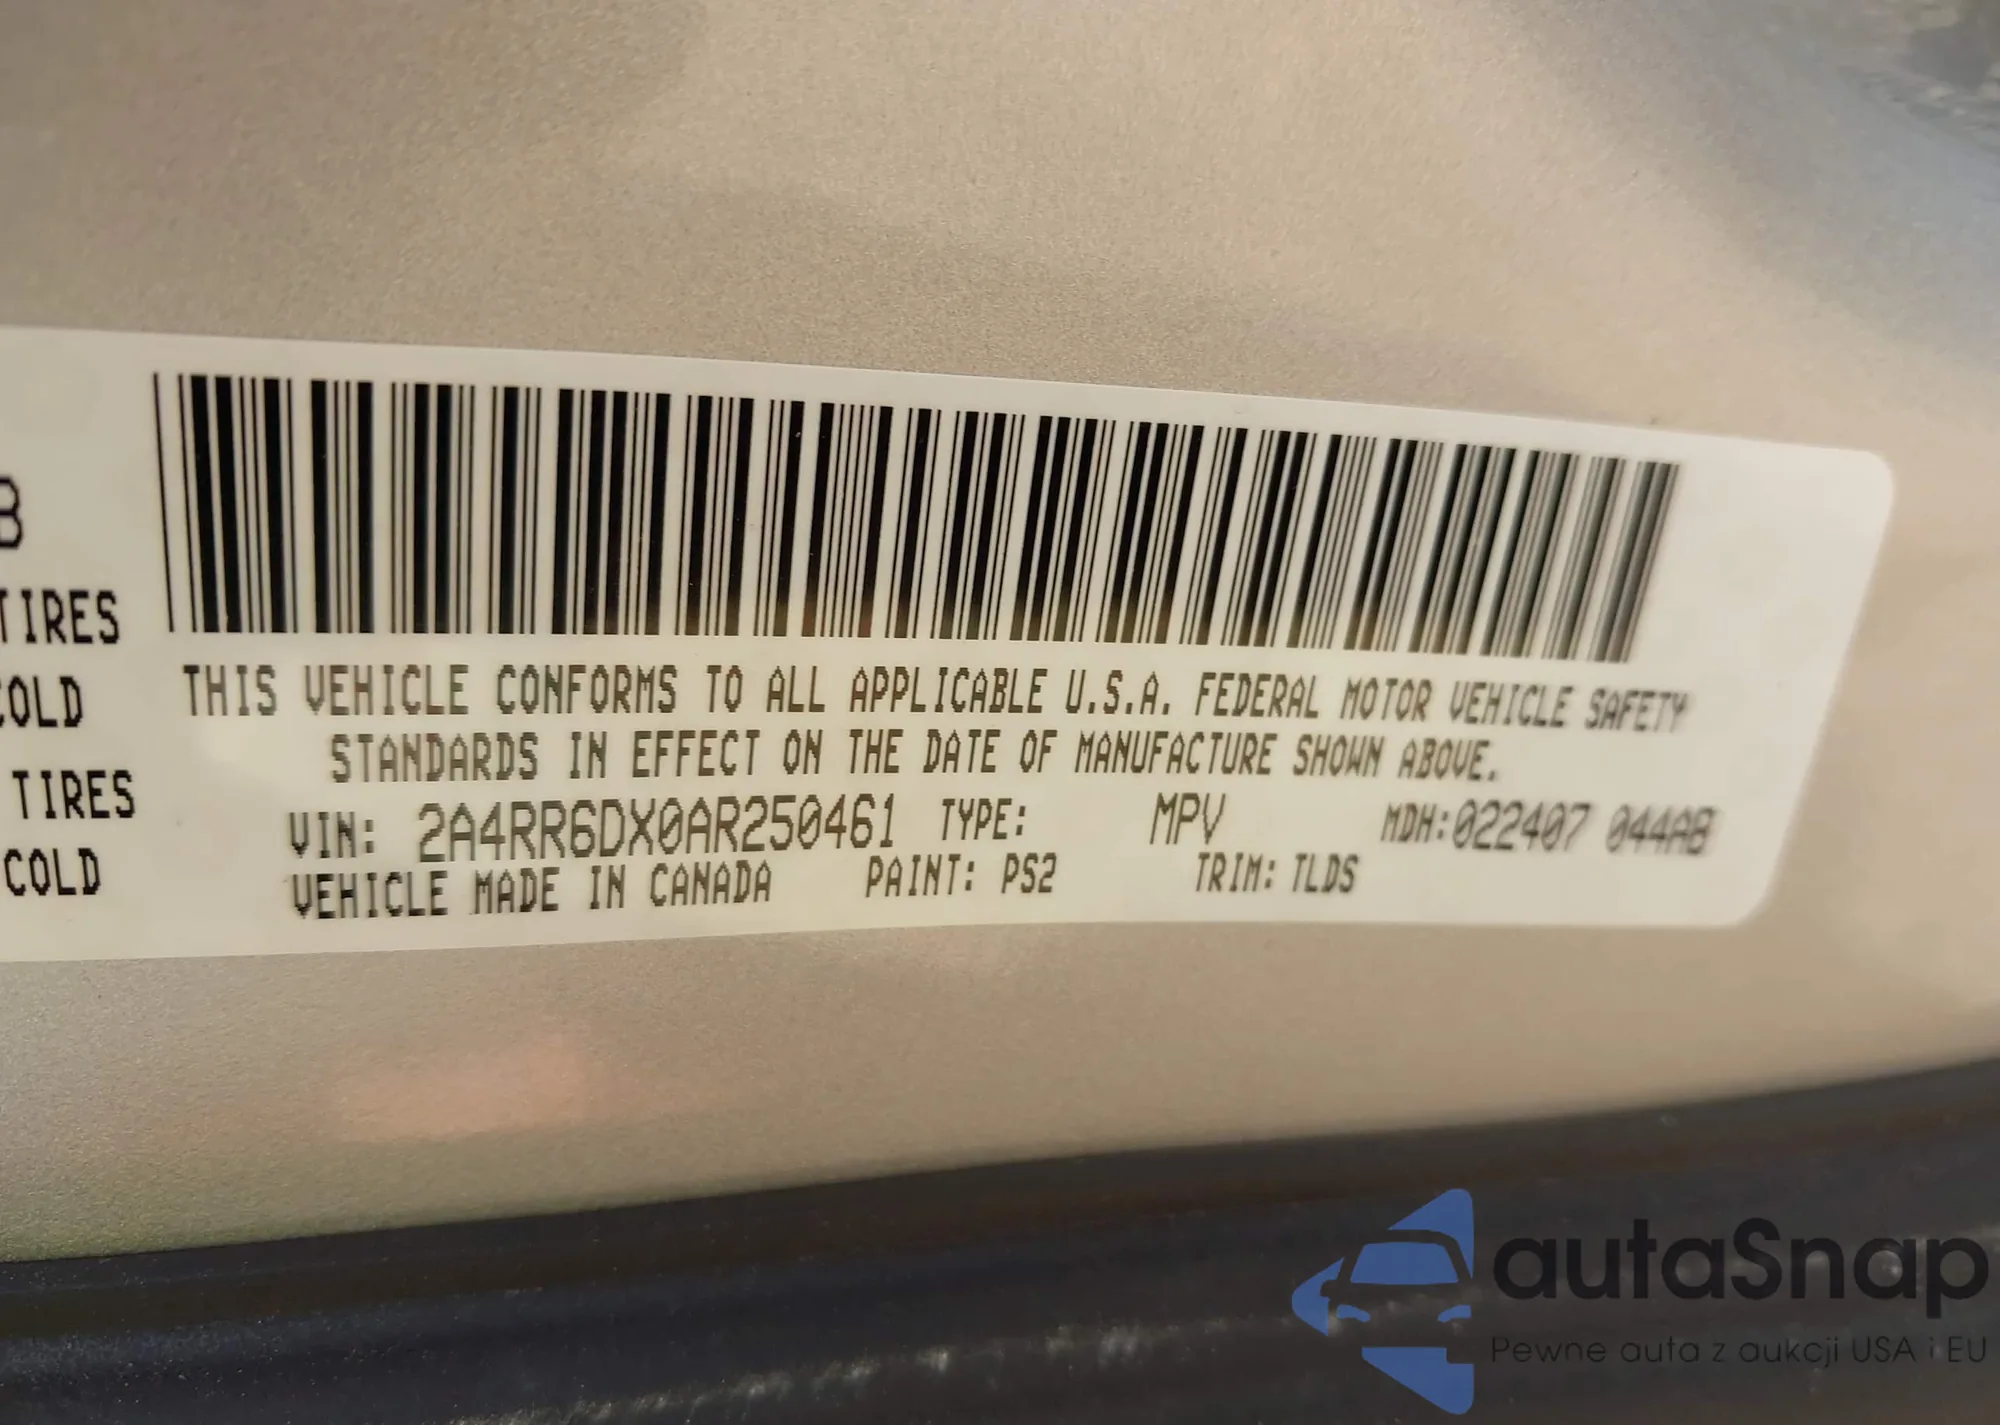 B
TIRES
COLD
TIRES
COLD
THIS VEHICLE CONFORMS TO ALL APPLICABLE U.S.A. FEDERAL MOTOR VEHICLE SAFETY
STANDARDS IN EFFECT ON THE DATE OF MANUFACTURE SHOWN ABOVE.
VIN: 2A4RR6DX0AR250461 TYPE: MPV MDH:022407 044AB
VEHICLE MADE IN CANADA PAINT: PS2 TRIM: TLDS
autaSnap
Pewne auta z aukcji USA i EU